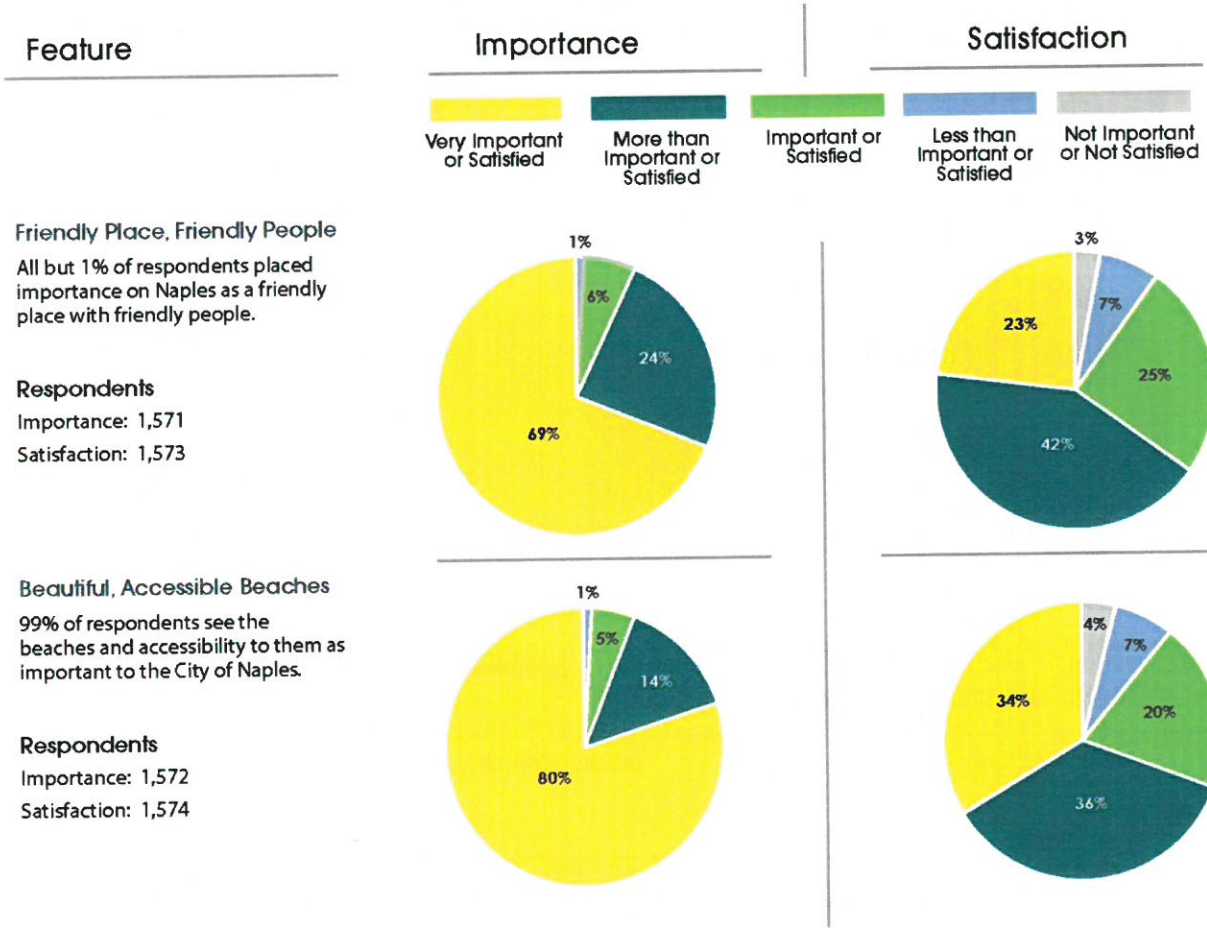 Feature
Importance
Satisfaction
Very Important
or Satisfied
More than
Important or
Satisfied
Important or
Satisfied
Less than
Important or
Satisfied
Not Important
or Not Satisfied
Friendly Place, Friendly People
All but 1% of respondents placed
importance on Naples as a friendly
place with friendly people.
Respondents
Importance: 1,571
Satisfaction: 1,573
1%
6%
24%
69%
3%
7%
23%
25%
42%
Beautiful, Accessible Beaches
99% of respondents see the
beaches and accessibility to them as
important to the City of Naples.
Respondents
Importance: 1,572
Satisfaction: 1,574
1%
5%
14%
80%
4%
7%
34%
20%
36%